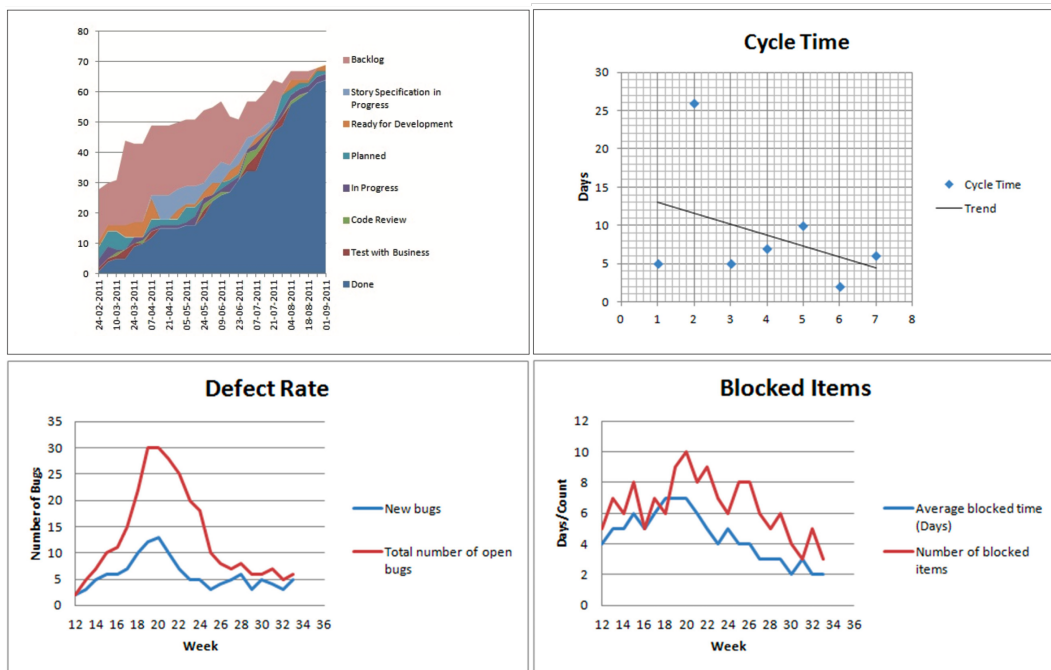 80
70
60
50
40
30
20
10
0
24-02-2011
10-03-2011
24-03-2011
07-04-2011
21-04-2011
05-05-2011
24-05-2011
09-06-2011
23-06-2011
07-07-2011
21-07-2011
04-08-2011
18-08-2011
01-09-2011
Backlog
Story Specification in
Progress
Ready for Development
Planned
In Progress
Code Review
Test with Business
Done
Cycle Time
Days
30
25
20
15
10
5
0
0 1 2 3 4 5 6 7 8
Cycle Time
Trend
Defect Rate
Number of Bugs
35
30
25
20
15
10
5
0
12 14 16 18 20 22 24 26 28 30 32 34 36
Week
New bugs
Total number of open
bugs
Blocked Items
Days/Count
12
10
8
6
4
2
0
12 14 16 18 20 22 24 26 28 30 32 34 36
Week
Average blocked time
(Days)
Number of blocked
items